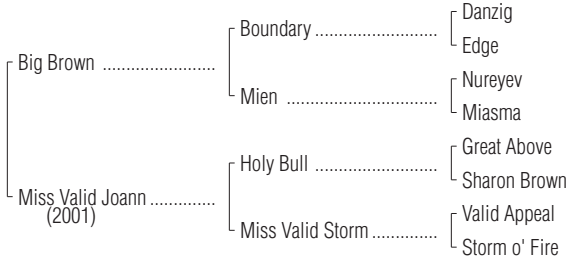 Danzig
Boundary ..............................
Edge
Big Brown ........................
Nureyev
Mien .....................................
Miasma
Great Above
Holy Bull ..............................
Sharon Brown
Miss Valid Joann ..............
(2001)
Valid Appeal
Miss Valid Storm ................
Storm o' Fire